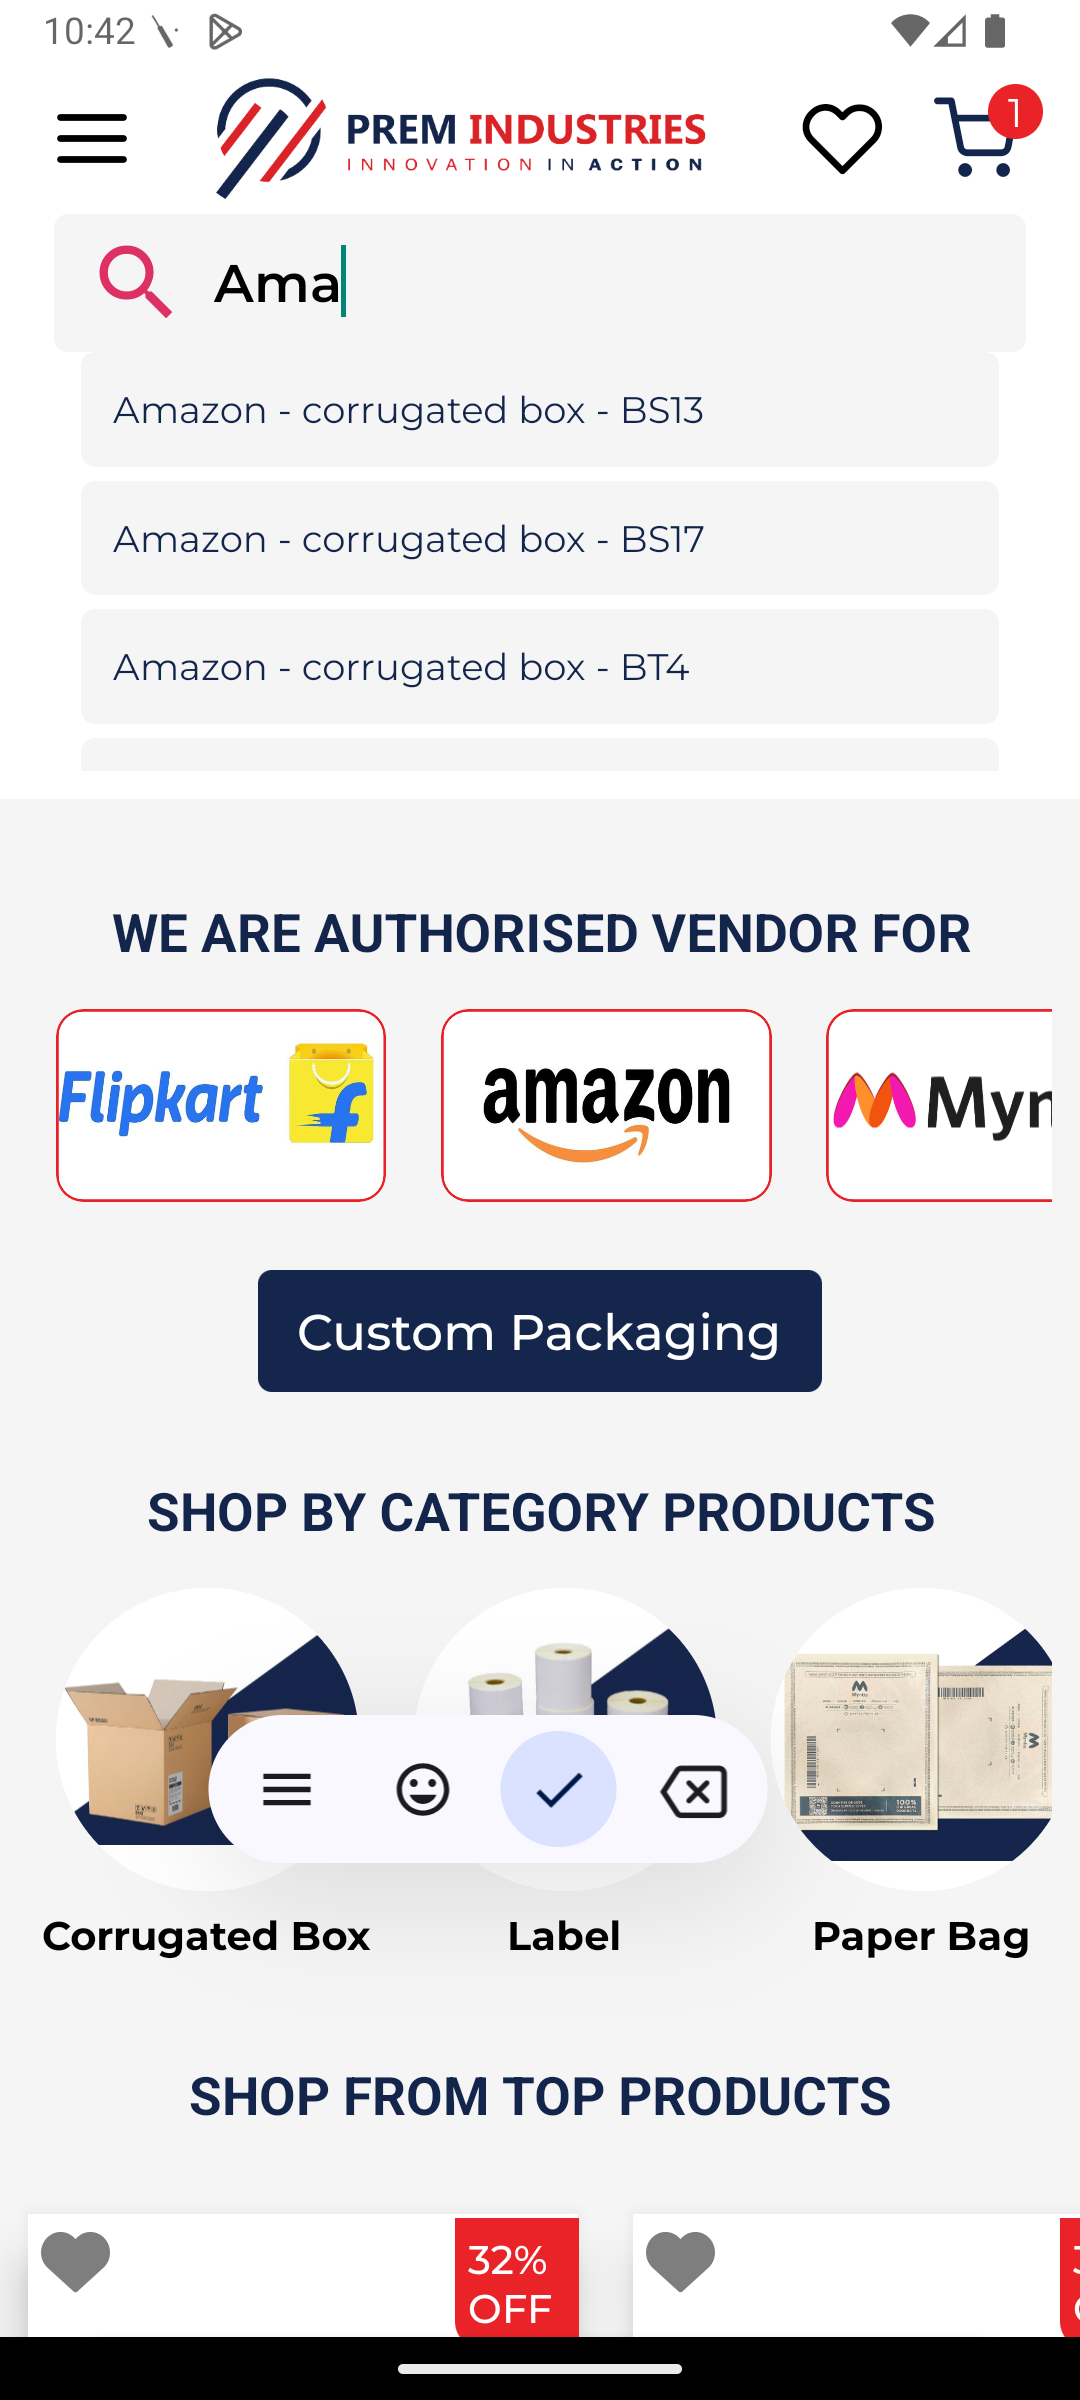 10:42
PREM INDUSTRIES
INNOVATION IN ACTION
1
Ama
Amazon - corrugated box - BS13
Amazon - corrugated box - BS17
Amazon - corrugated box - BT4
WE ARE AUTHORISED VENDOR FOR
Flipkart
amazon
Myn
Custom Packaging
SHOP BY CATEGORY PRODUCTS
Corrugated Box
Label
Paper Bag
SHOP FROM TOP PRODUCTS
32%
OFF